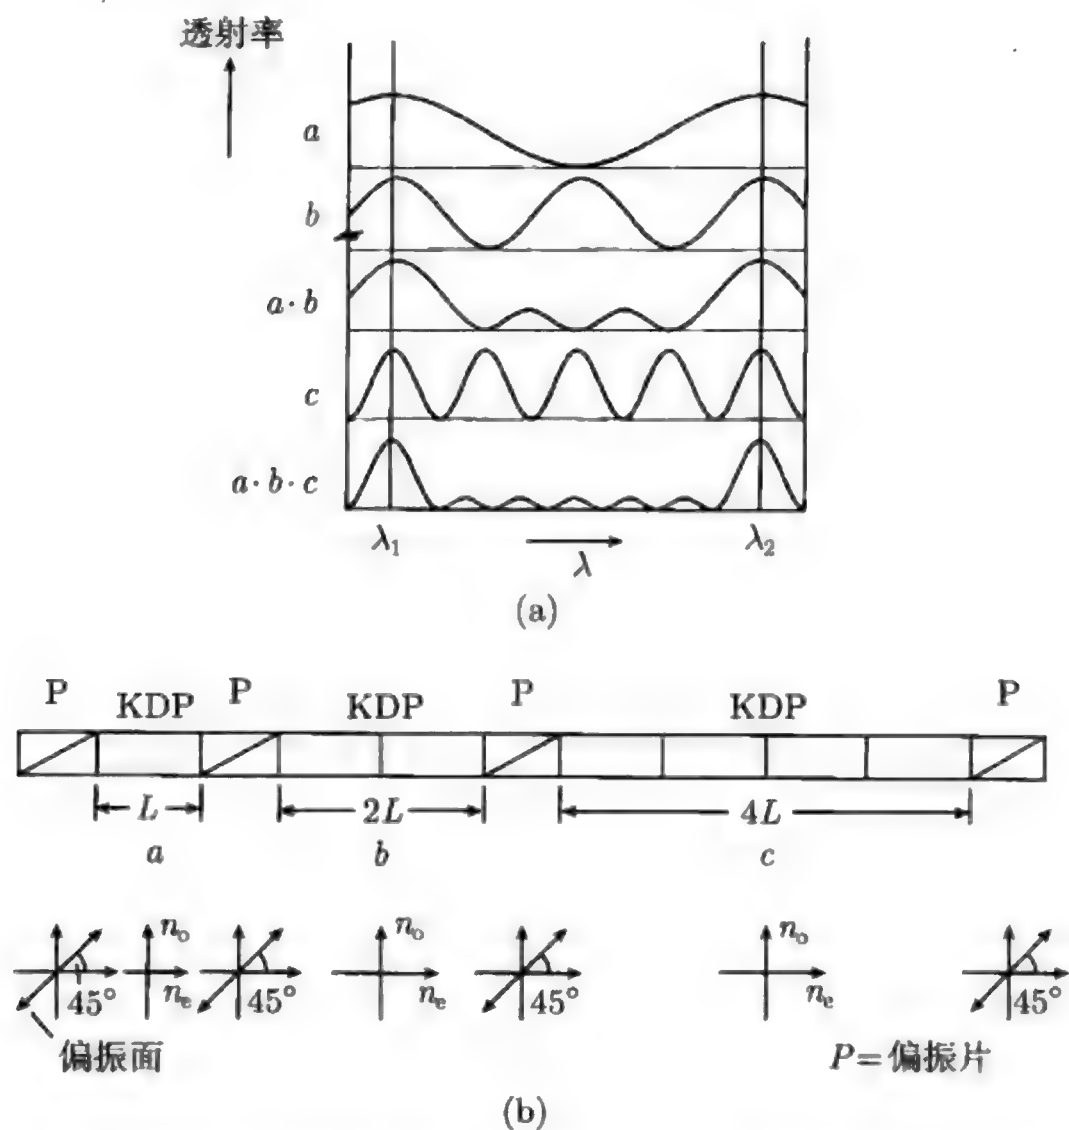 透射率
a
b
a·b
c
a·b·c
λ₁ λ₂
λ
(a)
P KDP P KDP P KDP P
L 2L 4L
a b c
nₒ nₒ nₒ
45° nₑ 45° nₑ 45° nₑ 45°
偏振面 P=偏振片
(b)